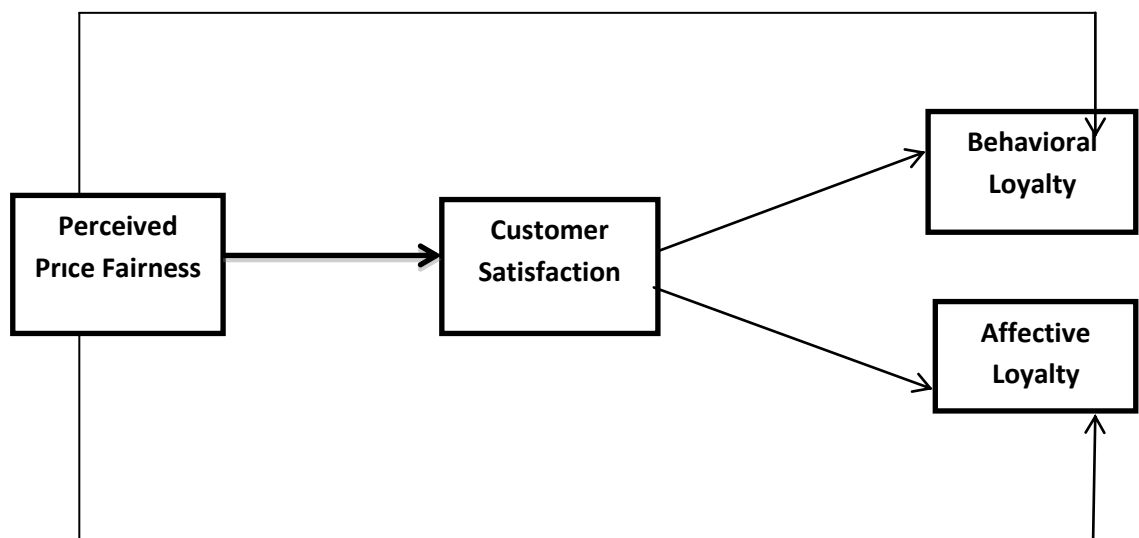 Perceived
Price Fairness
Customer
Satisfaction
Behavioral
Loyalty
Affective
Loyalty